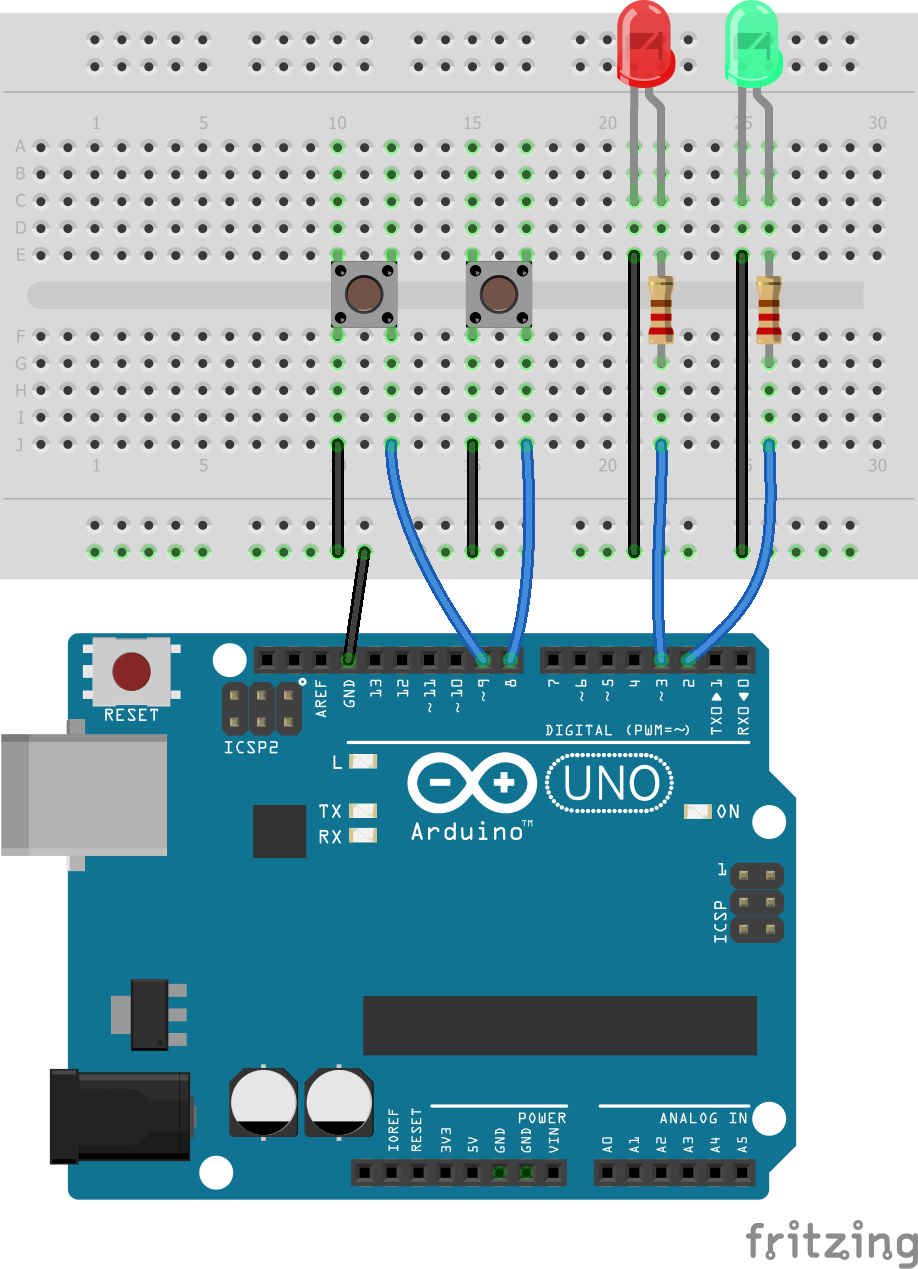 1 5 10 15 20 25 30
A
B
C
D
E
F
G
H
I
J
1 5 10 15 20 25 30
RESET
ICSP2
AREF
GND
13
12
~11
~10
~9
8
7
~6
~5
4
~3
2
TX0▶1
RX0◀0
DIGITAL (PWM=~)
L
TX
RX
Arduino™
UNO
ON
1
ICSP
IOREF
RESET
3V3
5V
GND
GND
VIN
POWER
ANALOG IN
A0
A1
A2
A3
A4
A5
fritzing